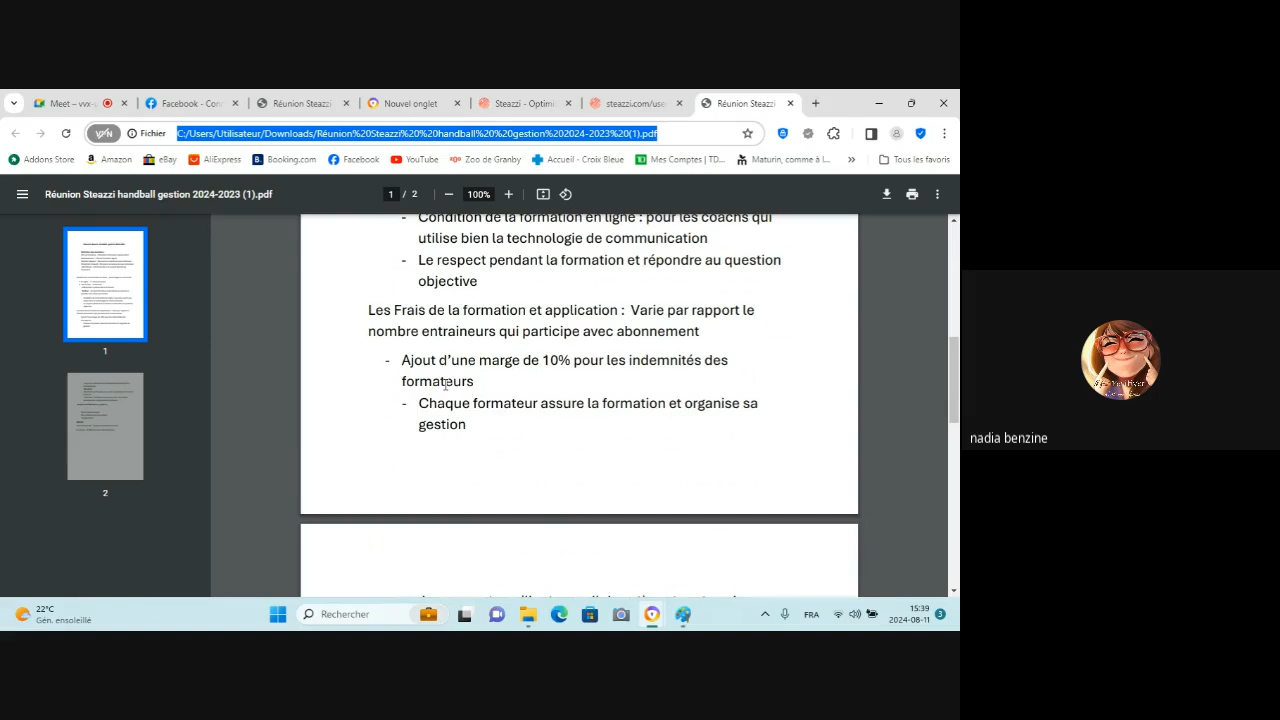 Meet – vvx-
Facebook - Con
Réunion Steazzi
Nouvel onglet
Steazzi - Optimi
steazzi.com/use
Réunion Steazzi
VPN
Fichier
C:/Users/Utilisateur/Downloads/Réunion%20Steazzi%20%20handball%20%20gestion%202024-2023%20(1).pdf
Addons Store
Amazon
eBay
AliExpress
Booking.com
Facebook
YouTube
Zoo de Granby
Accueil - Croix Bleue
Mes Comptes | TD...
Maturin, comme à l...
»
Tous les favoris
Réunion Steazzi handball gestion 2024-2023 (1).pdf
1 / 2
100%
- Condition de la formation en ligne : pour les coachs qui
utilise bien la technologie de communication
- Le respect pendant la formation et répondre au question
objective
Les Frais de la formation et application : Varie par rapport le
nombre entraineurs qui participe avec abonnement
- Ajout d'une marge de 10% pour les indemnités des
formateurs
- Chaque formateur assure la formation et organise sa
gestion
1
2
nadia benzine
22°C
Gén. ensoleillé
Rechercher
FRA
15:39
2024-08-11
3